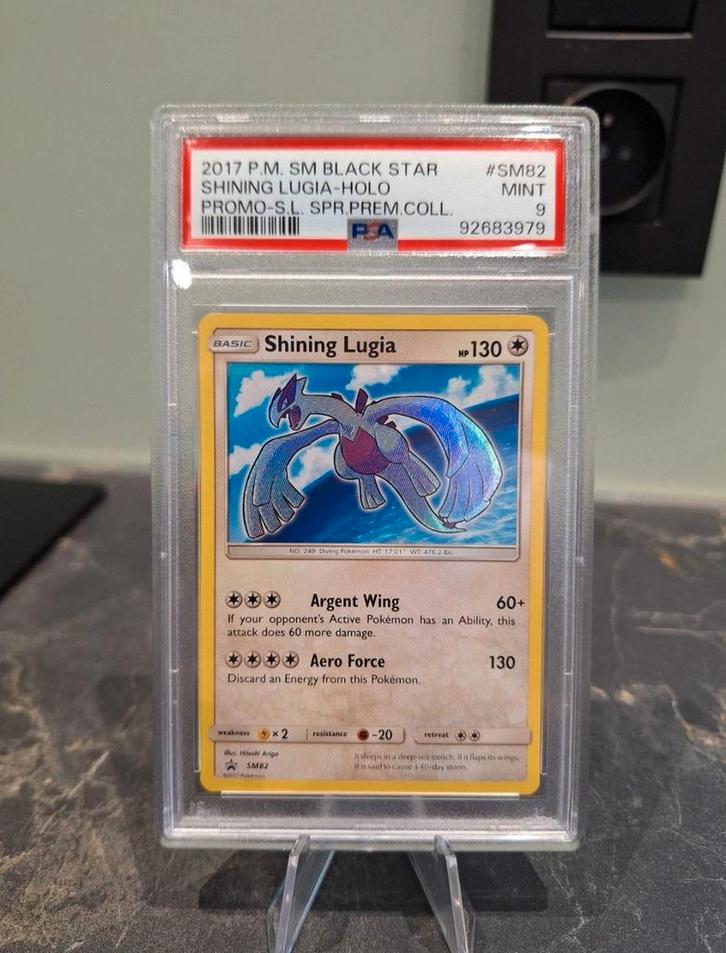 2017 P.M. SM BLACK STAR #SM82
SHINING LUGIA-HOLO MINT
PROMO-S.L. SPR.PREM.COLL. 9
PSA 92683979
BASIC Shining Lugia HP 130
NO. 249 Diving Pokémon HT: 17'01" WT: 476.2 lbs.
Argent Wing 60+
If your opponent's Active Pokémon has an Ability, this
attack does 60 more damage.
Aero Force 130
Discard an Energy from this Pokémon.
weakness ×2 resistance -20 retreat
Illus. Hitoshi Ariga
SM82
©2017 Pokémon
It sleeps in a deep-sea trench. If it flaps its wings,
it is said to cause a 40-day storm.